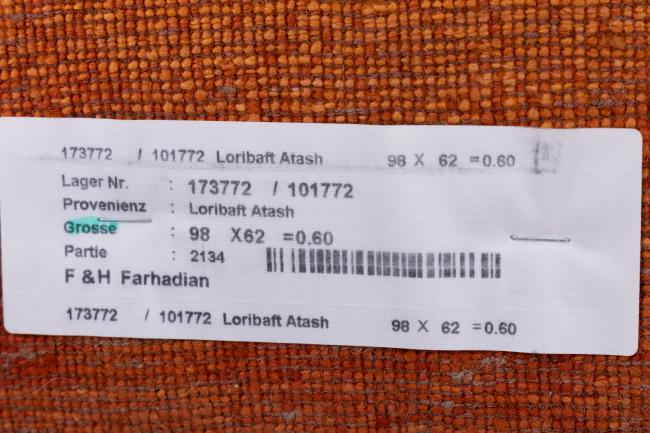 173772 / 101772 Loribaft Atash 98 X 62 =0.60
Lager Nr. : 173772 / 101772
Provenienz : Loribaft Atash
Grosse : 98 X62 =0.60
Partie : 2134
F &H Farhadian
173772 / 101772 Loribaft Atash 98 X 62 =0.60